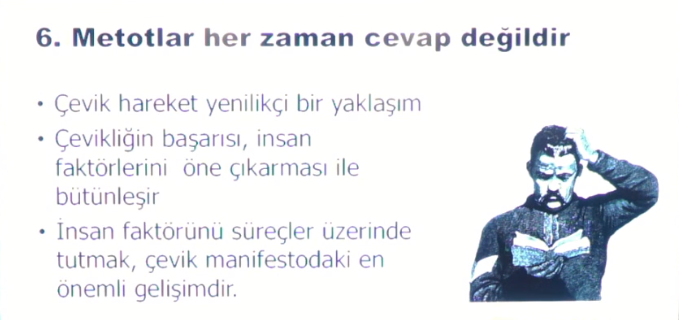 6. Metotlar her zaman cevap değildir
• Çevik hareket yenilikçi bir yaklaşım
• Çevikliğin başarısı, insan
faktörlerini öne çıkarması ile
bütünleşir
• İnsan faktörünü süreçler üzerinde
tutmak, çevik manifestodaki en
önemli gelişimdir.